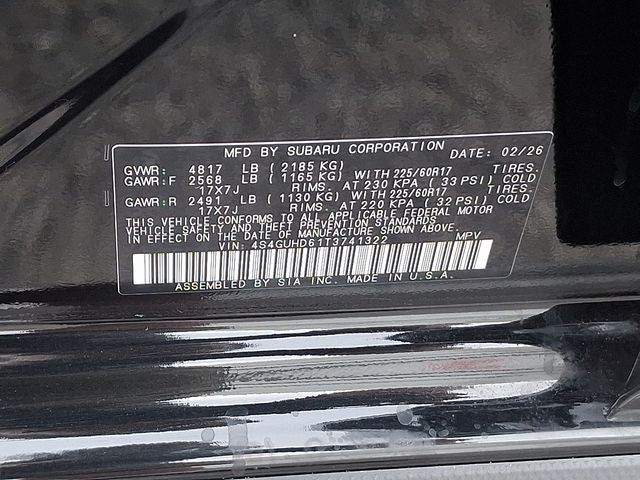 MFD BY SUBARU CORPORATION DATE: 02/26
GVWR: 4817 LB (2185 KG)
GAWR:F 2568 LB (1165 KG) WITH 225/60R17 TIRES.
17X7J RIMS. AT 230 KPA (33 PSI) COLD
GAWR:R 2491 LB (1130 KG) WITH 225/60R17 TIRES.
17X7J RIMS. AT 220 KPA (32 PSI) COLD
THIS VEHICLE CONFORMS TO ALL APPLICABLE FEDERAL MOTOR
VEHICLE SAFETY AND THEFT PREVENTION STANDARDS
IN EFFECT ON THE DATE OF MANUFACTURE SHOWN ABOVE.
VIN: 4S4GUHD61T3741322 MPV
ASSEMBLED BY SIA INC. MADE IN U.S.A.